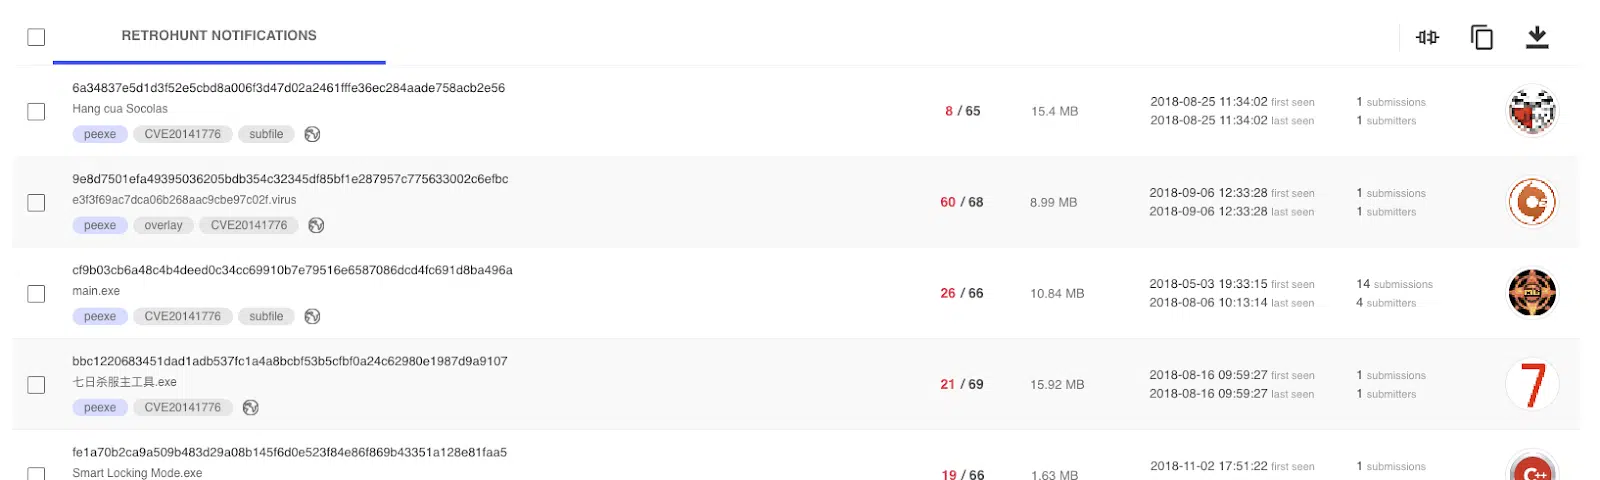 RETROHUNT NOTIFICATIONS
6a34837e5d1d3f52e5cbd8a006f3d47d02a2461fffe36ec284aade758acb2e56
Hang cua Socolas
peexe CVE20141776 subfile
8 / 65
15.4 MB
2018-08-25 11:34:02 first seen
2018-08-25 11:34:02 last seen
1 submissions
1 submitters
9e8d7501efa49395036205bdb354c32345df85bf1e287957c775633002c6efbc
e3f3f69ac7dca06b268aac9cbe97c02f.virus
peexe overlay CVE20141776
60 / 68
8.99 MB
2018-09-06 12:33:28 first seen
2018-09-06 12:33:28 last seen
1 submissions
1 submitters
cf9b03cb6a48c4b4deed0c34cc69910b7e79516e6587086dcd4fc691d8ba496a
main.exe
peexe CVE20141776 subfile
26 / 66
10.84 MB
2018-05-03 19:33:15 first seen
2018-08-06 10:13:14 last seen
14 submissions
4 submitters
bbc1220683451dad1adb537fc1a4a8bcbf53b5cfbf0a24c62980e1987d9a9107
七日杀服主工具.exe
peexe CVE20141776
21 / 69
15.92 MB
2018-08-16 09:59:27 first seen
2018-08-16 09:59:27 last seen
1 submissions
1 submitters
7
fe1a70b2ca9a509b483d29a08b145f6d0e523f84e86f869b43351a128e81faa5
Smart Locking Mode.exe
19 / 66
1.63 MB
2018-11-02 17:51:22 first seen
1 submissions
C++